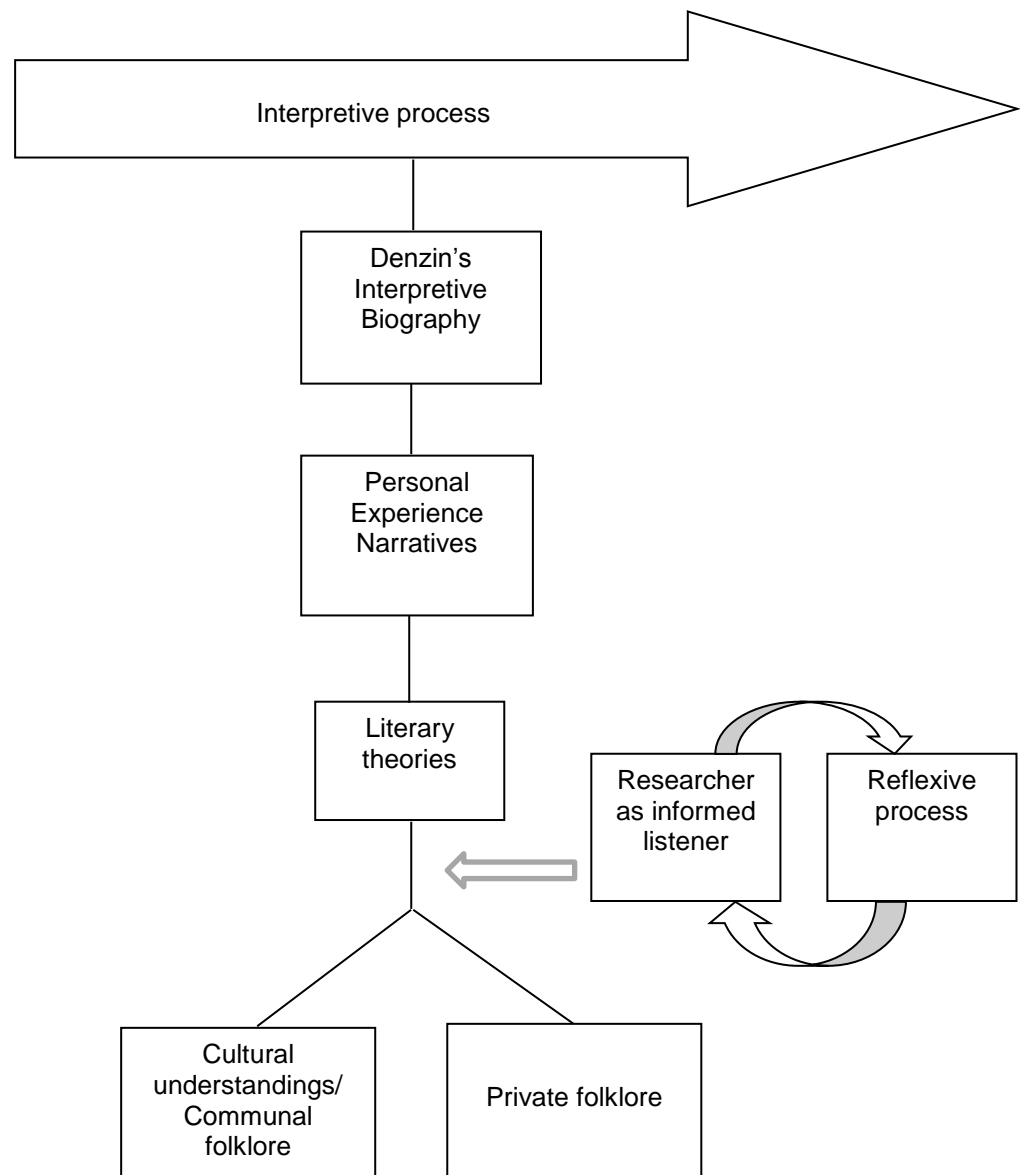 Interpretive process
Denzin’s
Interpretive
Biography
Personal
Experience
Narratives
Literary
theories
Researcher
as informed
listener
Reflexive
process
Cultural
understandings/
Communal
folklore
Private folklore